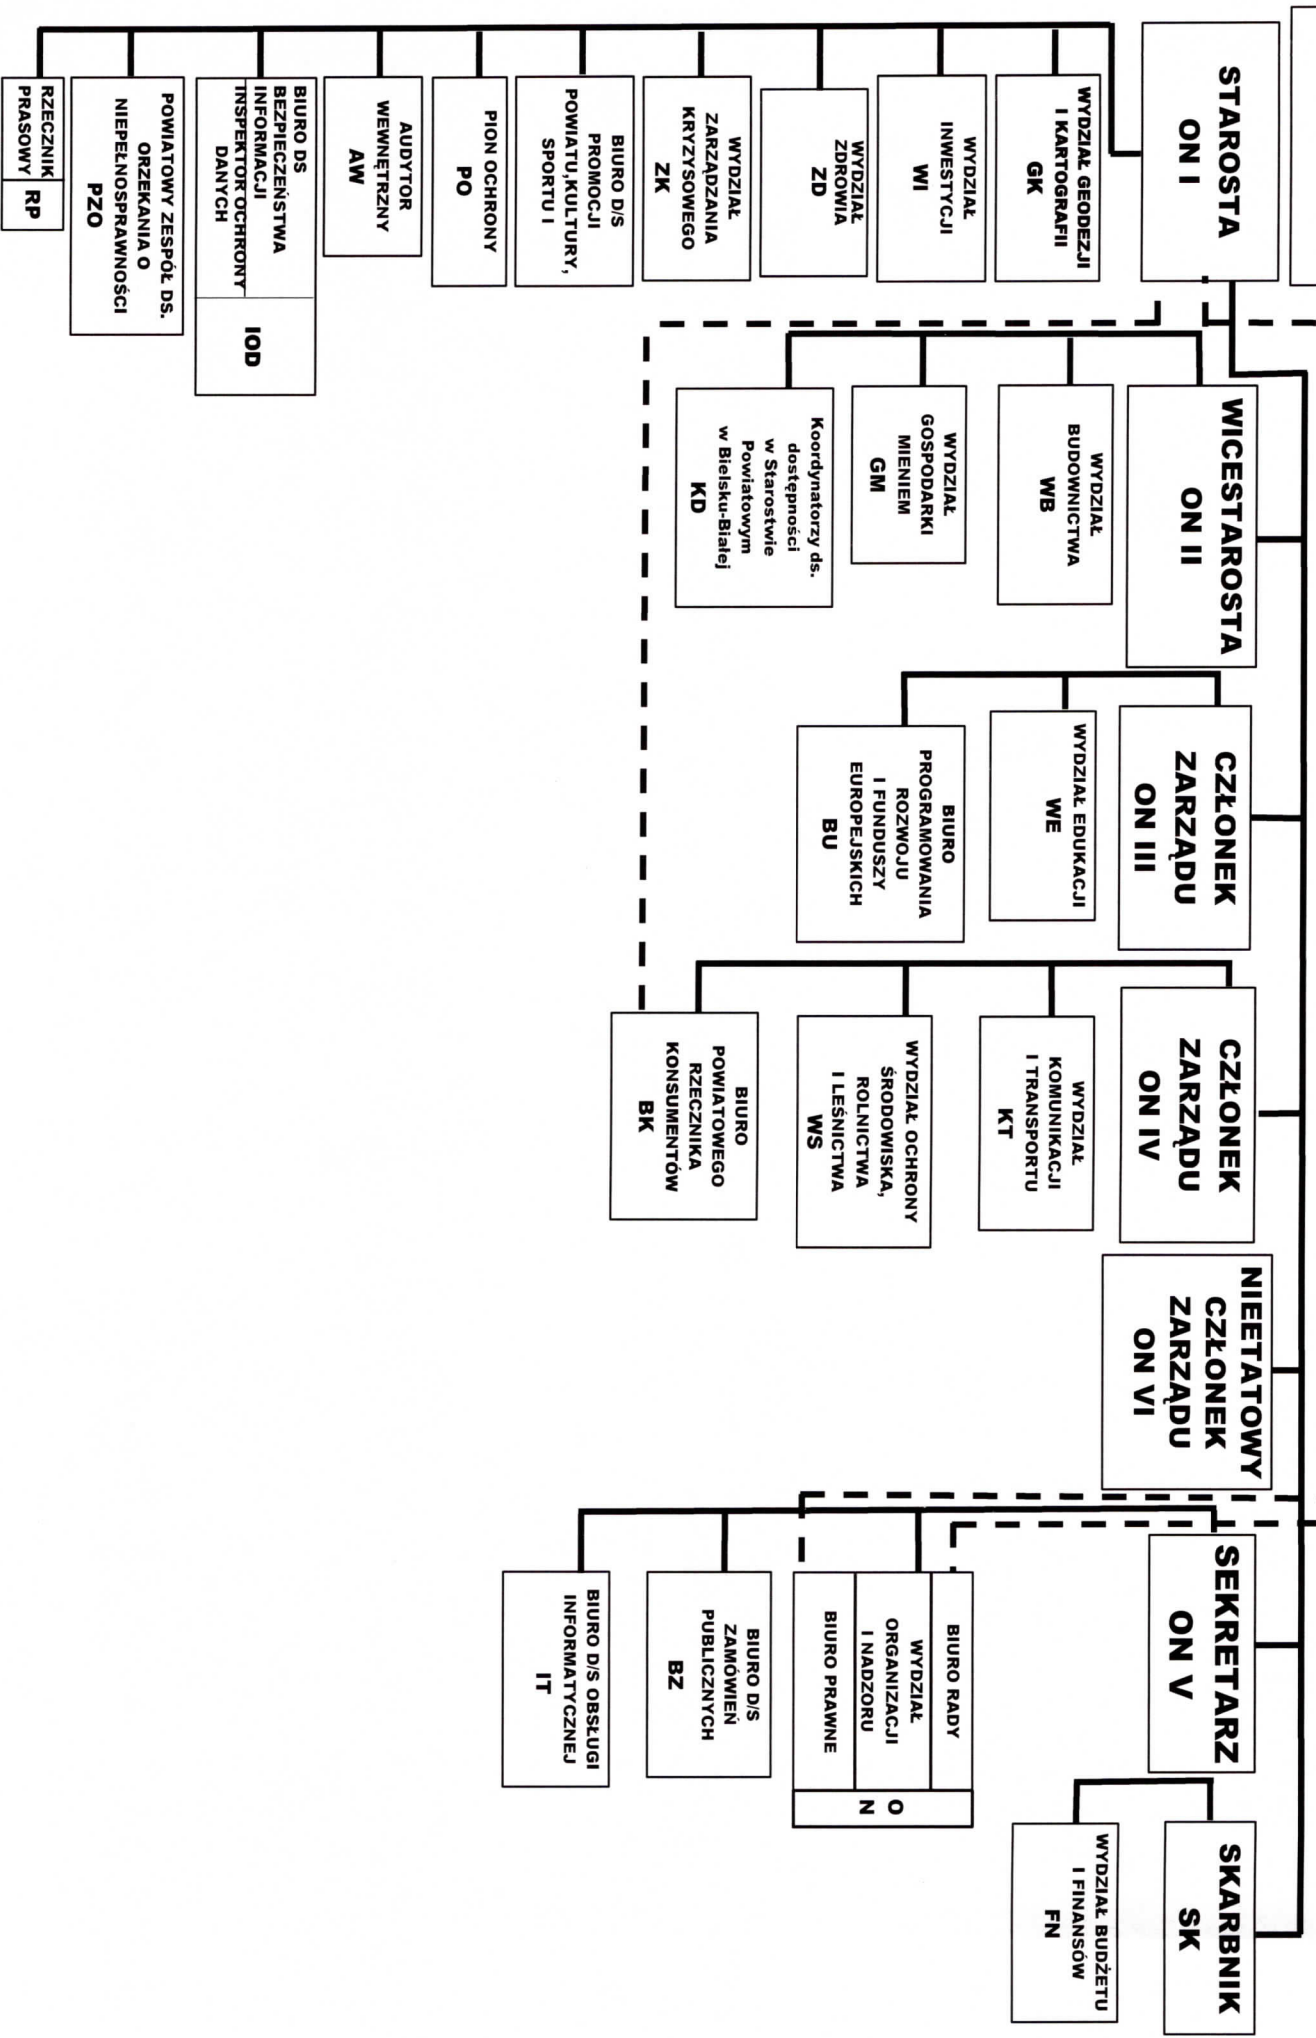 STAROSTA
ON I
WYDZIAŁ GEODEZJI
I KARTOGRAFII
GK
WYDZIAŁ
INWESTYCJI
WI
WYDZIAŁ
ZDROWIA
ZD
WYDZIAŁ
ZARZĄDZANIA
KRYZYSOWEGO
ZK
BIURO D/S
PROMOCJI
POWIATU,KULTURY,
SPORTU I
PION OCHRONY
PO
AUDYTOR
WEWNĘTRZNY
AW
BIURO DS
BEZPIECZEŃSTWA
INFORMACJI
INSPEKTOR OCHRONY
DANYCH
IOD
POWIATOWY ZESPÓŁ DS.
ORZEKANIA O
NIEPEŁNOSPRAWNOŚCI
PZO
RZECZNIK
PRASOWY
RP
WICESTAROSTA
ON II
WYDZIAŁ
BUDOWNICTWA
WB
WYDZIAŁ
GOSPODARKI
MIENIEM
GM
Koordynatorzy ds.
dostępności
w Starostwie
Powiatowym
w Bielsku-Białej
KD
CZŁONEK
ZARZĄDU
ON III
WYDZIAŁ EDUKACJI
WE
BIURO
PROGRAMOWANIA
ROZWOJU
I FUNDUSZY
EUROPEJSKICH
BU
CZŁONEK
ZARZĄDU
ON IV
WYDZIAŁ
KOMUNIKACJI
I TRANSPORTU
KT
WYDZIAŁ OCHRONY
ŚRODOWISKA,
ROLNICTWA
I LEŚNICTWA
WS
BIURO
POWIATOWEGO
RZECZNIKA
KONSUMENTÓW
BK
NIEETATOWY
CZŁONEK
ZARZĄDU
ON VI
SEKRETARZ
ON V
BIURO RADY
WYDZIAŁ
ORGANIZACJI
I NADZORU
BIURO PRAWNE
O
N
BIURO D/S
ZAMÓWIEŃ
PUBLICZNYCH
BZ
BIURO D/S OBSŁUGI
INFORMATYCZNEJ
IT
SKARBNIK
SK
WYDZIAŁ BUDŻETU
I FINANSÓW
FN